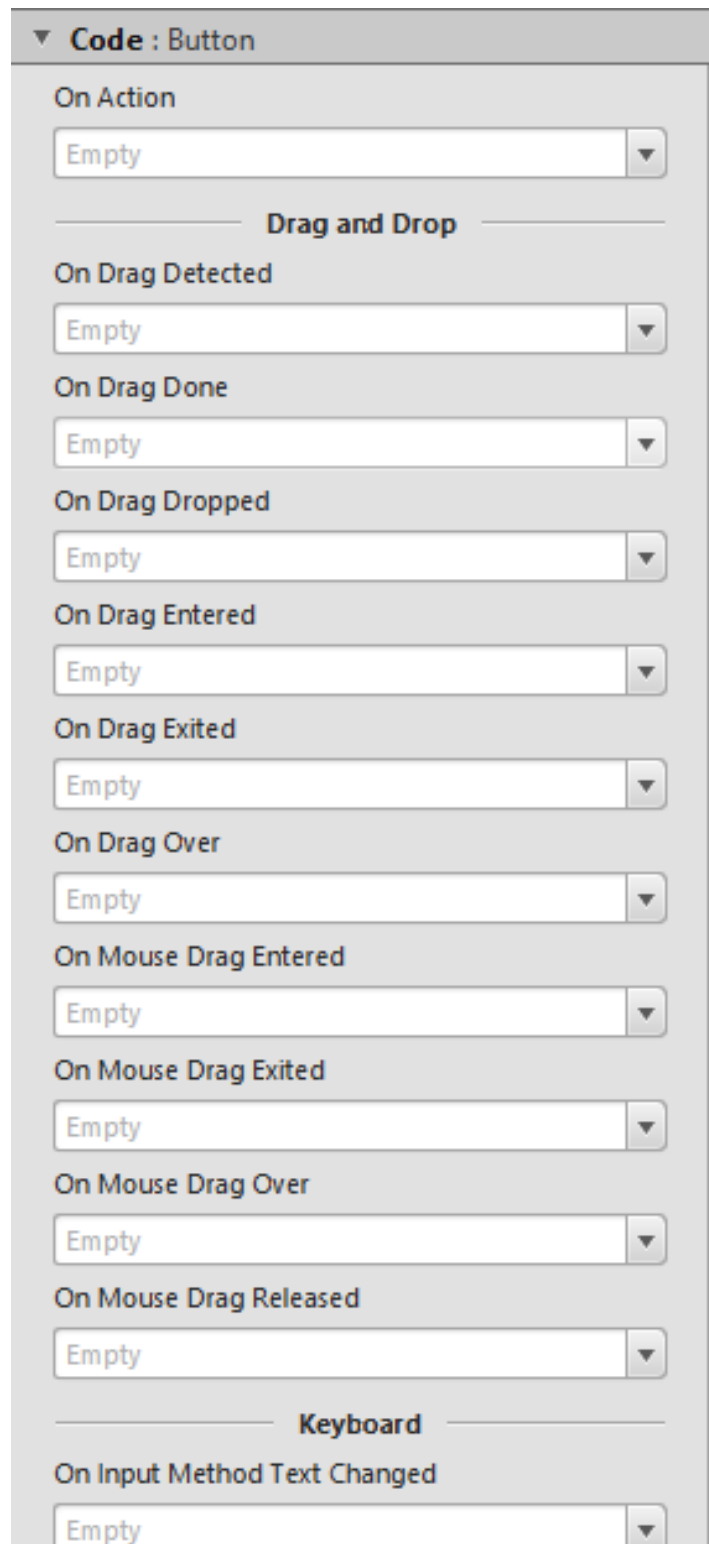 Code : Button
On Action
Empty
Drag and Drop
On Drag Detected
Empty
On Drag Done
Empty
On Drag Dropped
Empty
On Drag Entered
Empty
On Drag Exited
Empty
On Drag Over
Empty
On Mouse Drag Entered
Empty
On Mouse Drag Exited
Empty
On Mouse Drag Over
Empty
On Mouse Drag Released
Empty
Keyboard
On Input Method Text Changed
Empty